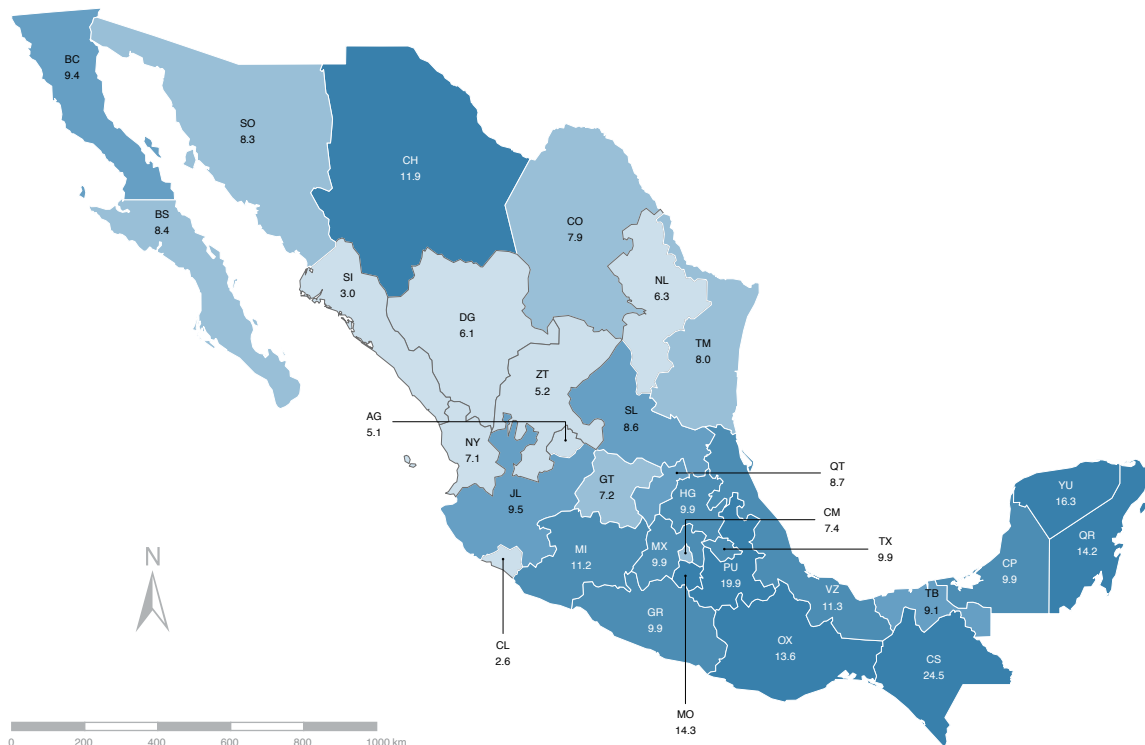 BC
9.4
SO
8.3
CH
11.9
BS
8.4
CO
7.9
SI
3.0
NL
6.3
DG
6.1
TM
8.0
ZT
5.2
AG
5.1
SL
8.6
NY
7.1
QT
8.7
GT
7.2
YU
16.3
JL
9.5
HG
9.9
CM
7.4
QR
14.2
TX
9.9
MI
11.2
MX
9.9
CP
9.9
PU
19.9
VZ
11.3
TB
9.1
N
GR
9.9
CL
2.6
OX
13.6
CS
24.5
MO
14.3
0 200 400 600 800 1000 km